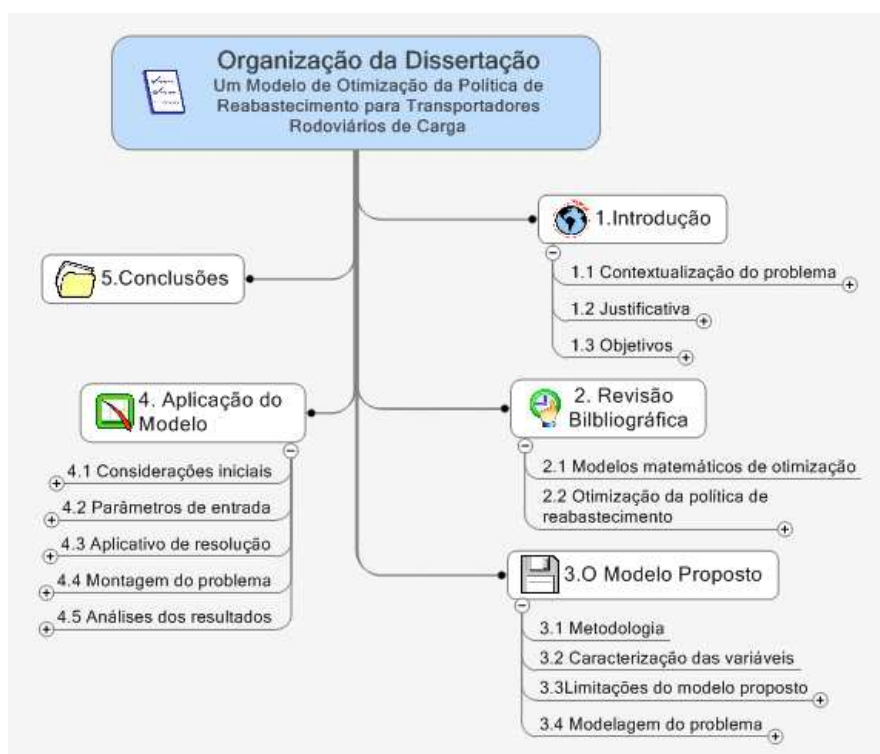 Organização da Dissertação
Um Modelo de Otimização da Política de
Reabastecimento para Transportadores
Rodoviários de Carga
1.Introdução
1.1 Contextualização do problema
1.2 Justificativa
1.3 Objetivos
2. Revisão
Bilbliográfica
2.1 Modelos matemáticos de otimização
2.2 Otimização da política de
reabastecimento
3.O Modelo Proposto
3.1 Metodologia
3.2 Caracterização das variáveis
3.3Limitações do modelo proposto
3.4 Modelagem do problema
4. Aplicação do
Modelo
4.1 Considerações iniciais
4.2 Parâmetros de entrada
4.3 Aplicativo de resolução
4.4 Montagem do problema
4.5 Análises dos resultados
5.Conclusões